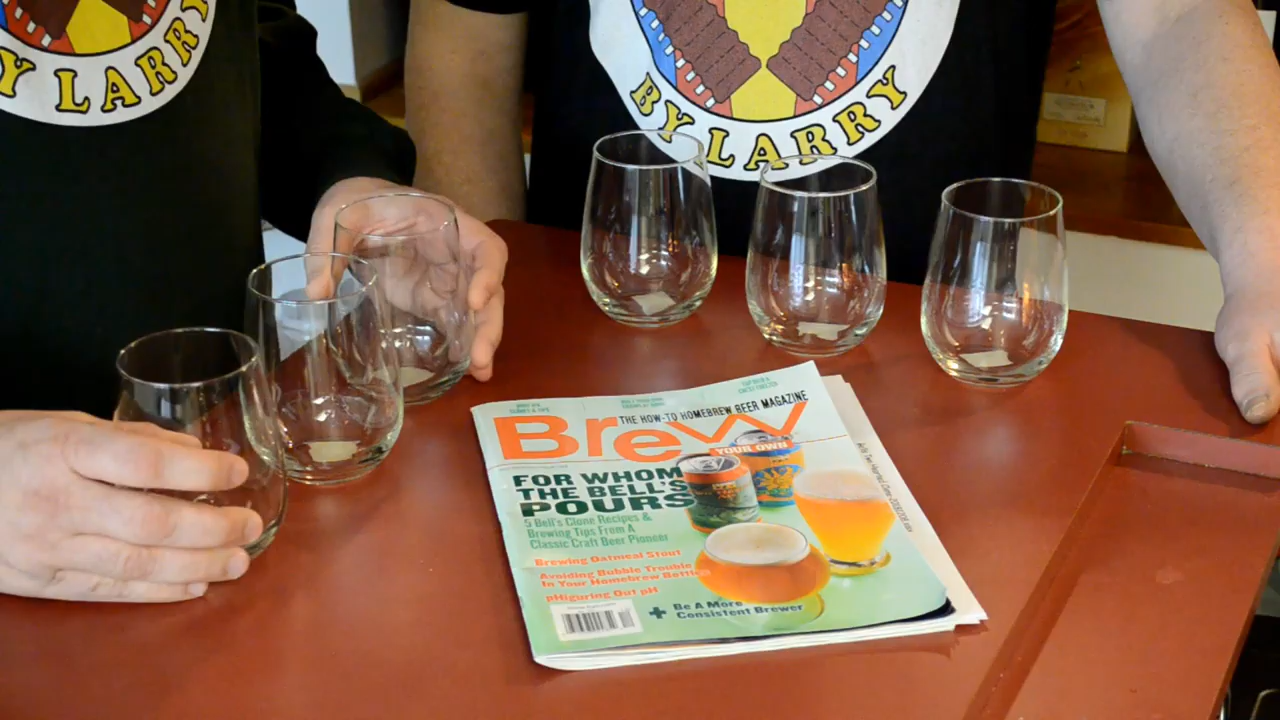 Y LARRY
BY LARRY
THE HOW-TO HOMEBREW BEER MAGAZINE
Brew
YOUR OWN
FOR WHOM
THE BELL'S
POURS
5 Bell's Clone Recipes &
Brewing Tips From A
Classic Craft Beer Pioneer
Brewing Oatmeal Stout
Avoiding Bubble Trouble
In Your Homebrew Bottles
pHiguring Out pH
+ Be A More
Consistent Brewer